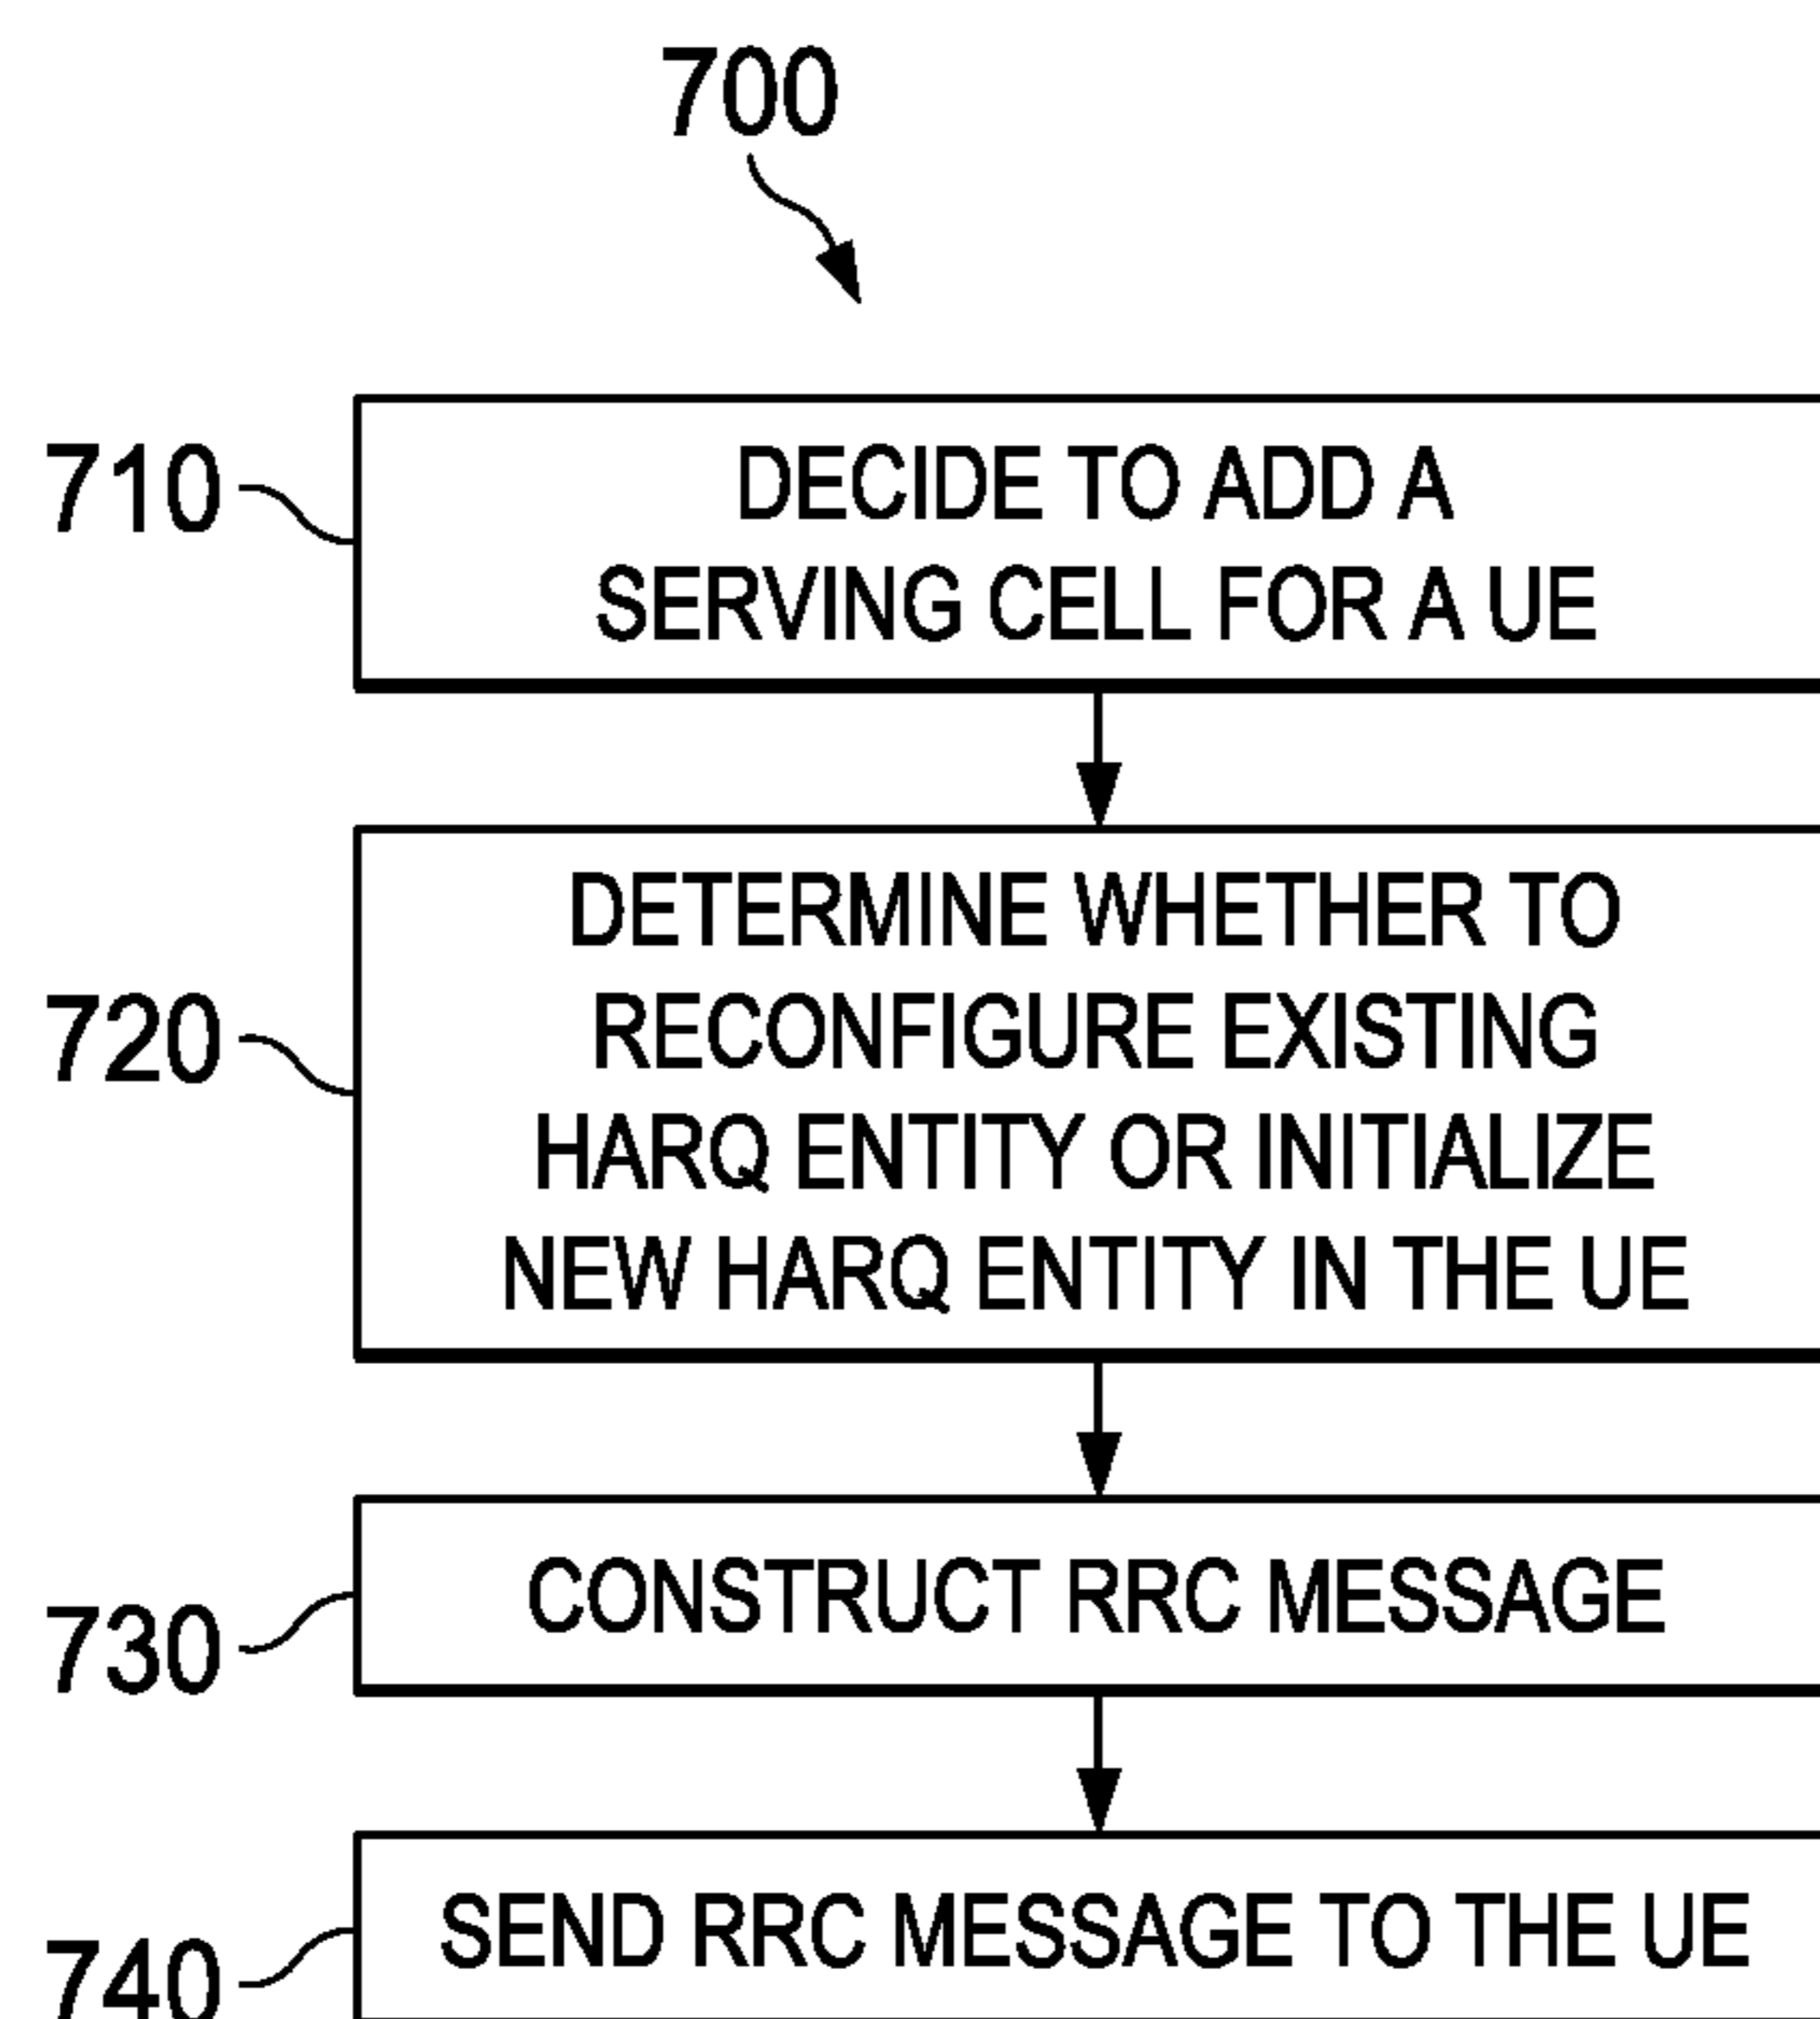 700
710
DECIDE TO ADD A
SERVING CELL FOR A UE
720
DETERMINE WHETHER TO
RECONFIGURE EXISTING
HARQ ENTITY OR INITIALIZE
NEW HARQ ENTITY IN THE UE
730
CONSTRUCT RRC MESSAGE
740
SEND RRC MESSAGE TO THE UE